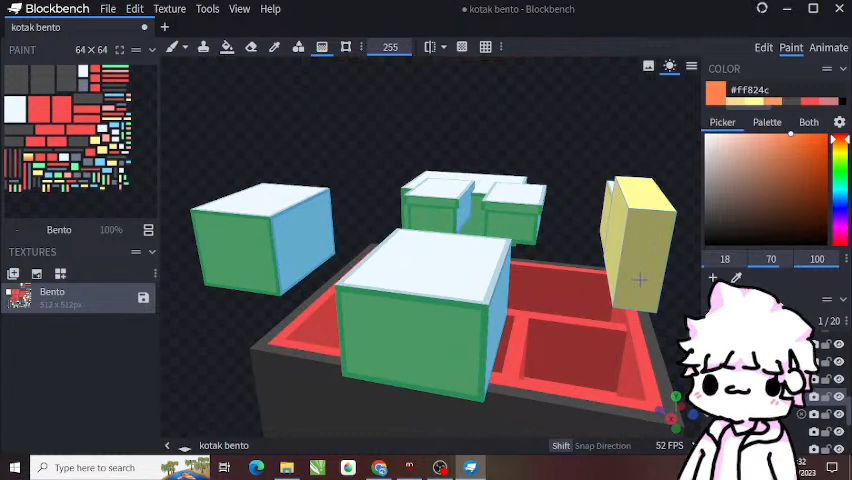 Blockbench File Edit Texture Tools View Help kotak bento - Blockbench
kotak bento
PAINT 64×64
255
Edit Paint Animate
COLOR
#ff824c
Picker Palette Both
18 70 100
Bento 100%
TEXTURES
Bento
512 x 512px
1 / 20
kotak bento Shift Snap Direction 52 FPS
Type here to search